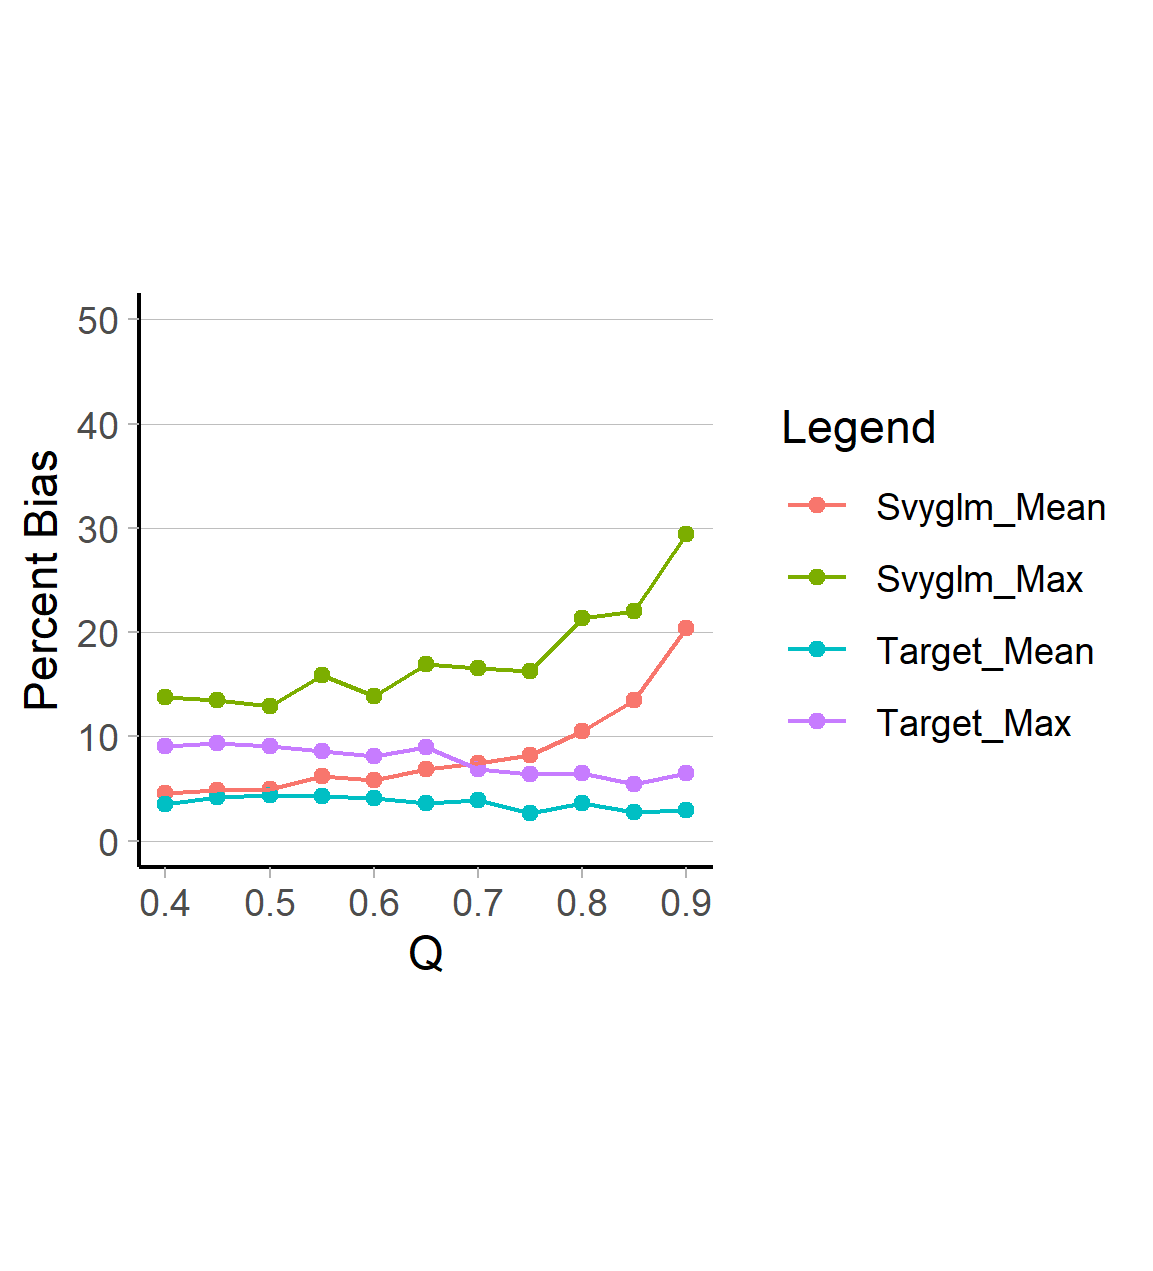 50
40
30
20
10
0
Percent Bias
0.4 0.5 0.6 0.7 0.8 0.9
Q
Legend
Svyglm_Mean
Svyglm_Max
Target_Mean
Target_Max